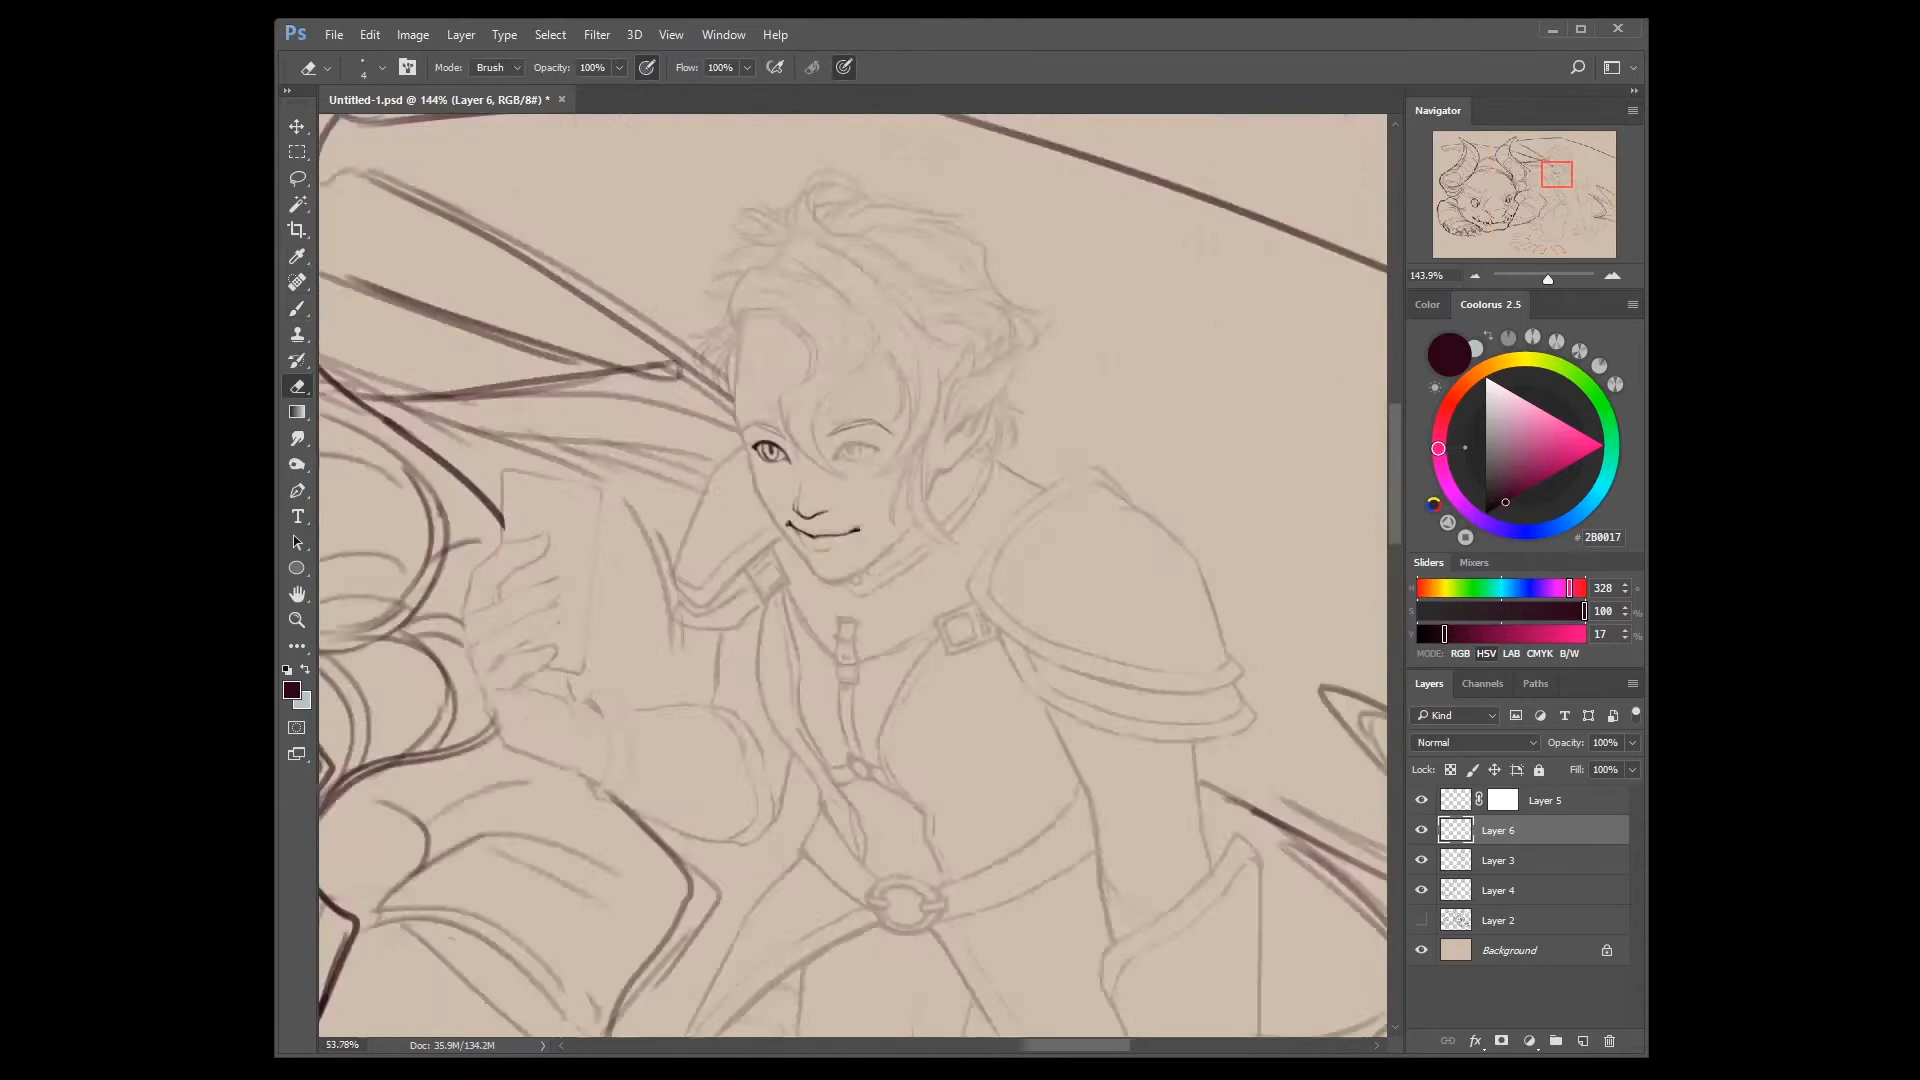 Ps File Edit Image Layer Type Select Filter 3D View Window Help
4 Mode: Brush Opacity: 100% Flow: 100%
Untitled-1.psd @ 144% (Layer 6, RGB/8#) *
Navigator
143.9%
Color Coolorus 2.5
# 2B0017
Sliders Mixers
H 328 °
S 100 %
V 17 %
MODE: RGB HSV LAB CMYK B/W
Layers Channels Paths
Kind
Normal Opacity: 100%
Lock: Fill: 100%
Layer 5
Layer 6
Layer 3
Layer 4
Layer 2
Background
53.78% Doc: 35.9M/134.2M
fx